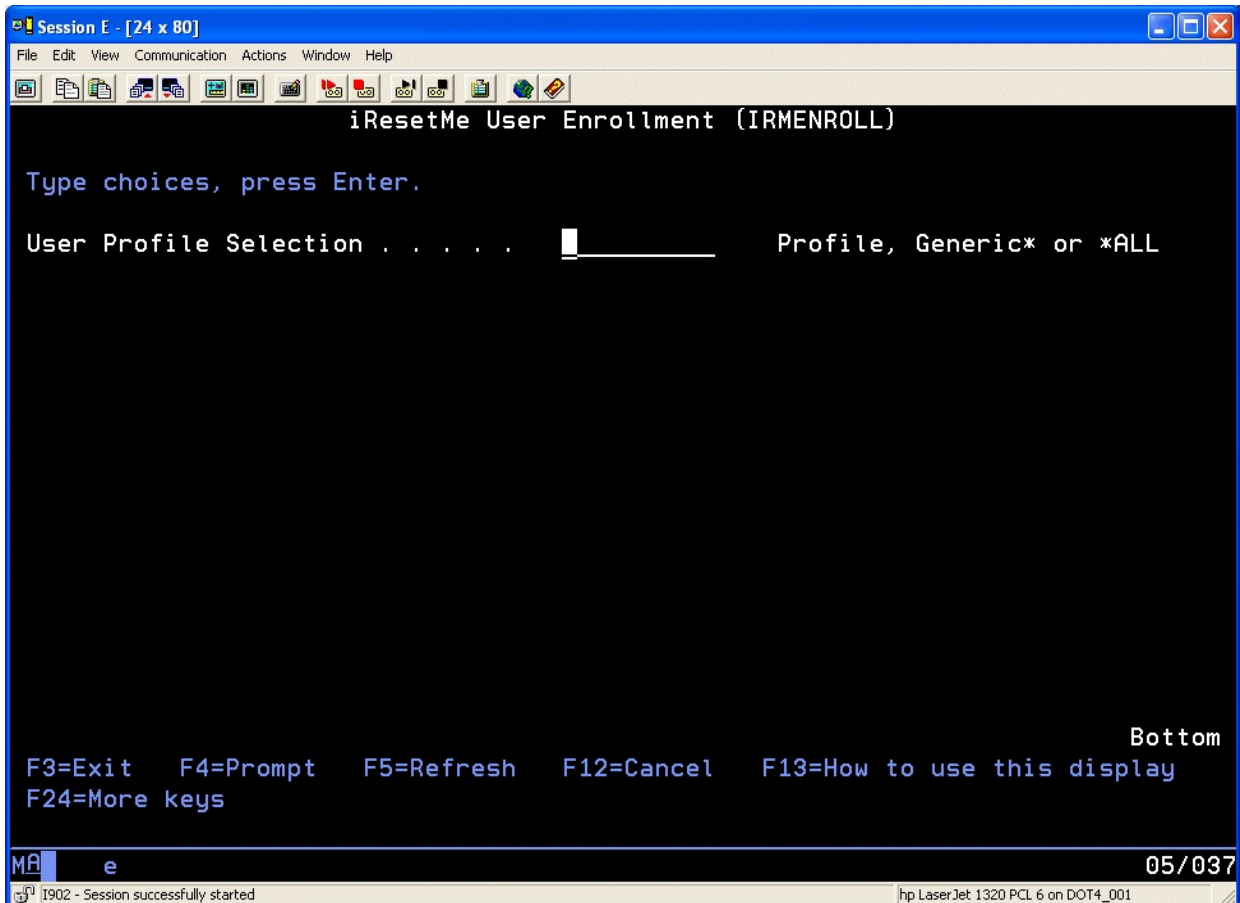 Session E - [24 x 80]
File Edit View Communication Actions Window Help
iResetMe User Enrollment (IRMENROLL)
Type choices, press Enter.
User Profile Selection . . . . . Profile, Generic* or *ALL
Bottom
F3=Exit F4=Prompt F5=Refresh F12=Cancel F13=How to use this display
F24=More keys
MA e 05/037
I902 - Session successfully started hp LaserJet 1320 PCL 6 on DOT4_001